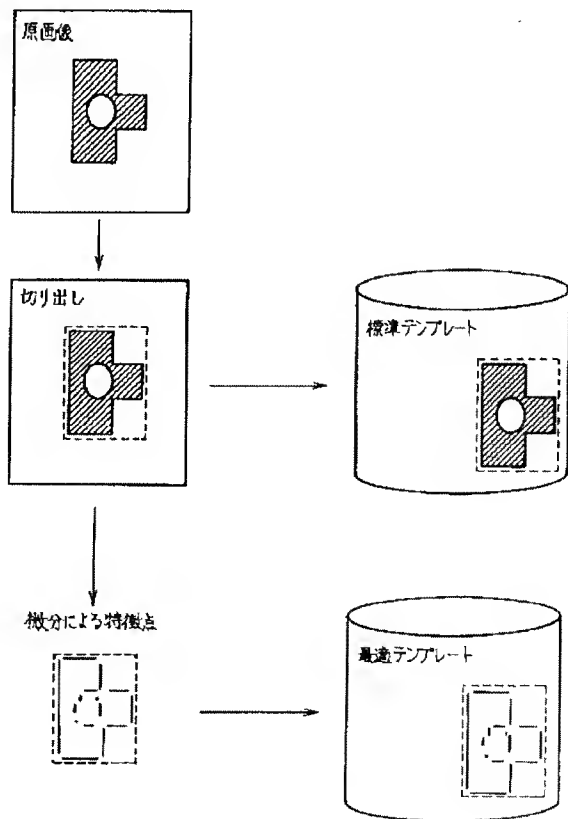 原画像
切り出し
標準テンプレート
微分による特徴点
最適テンプレート